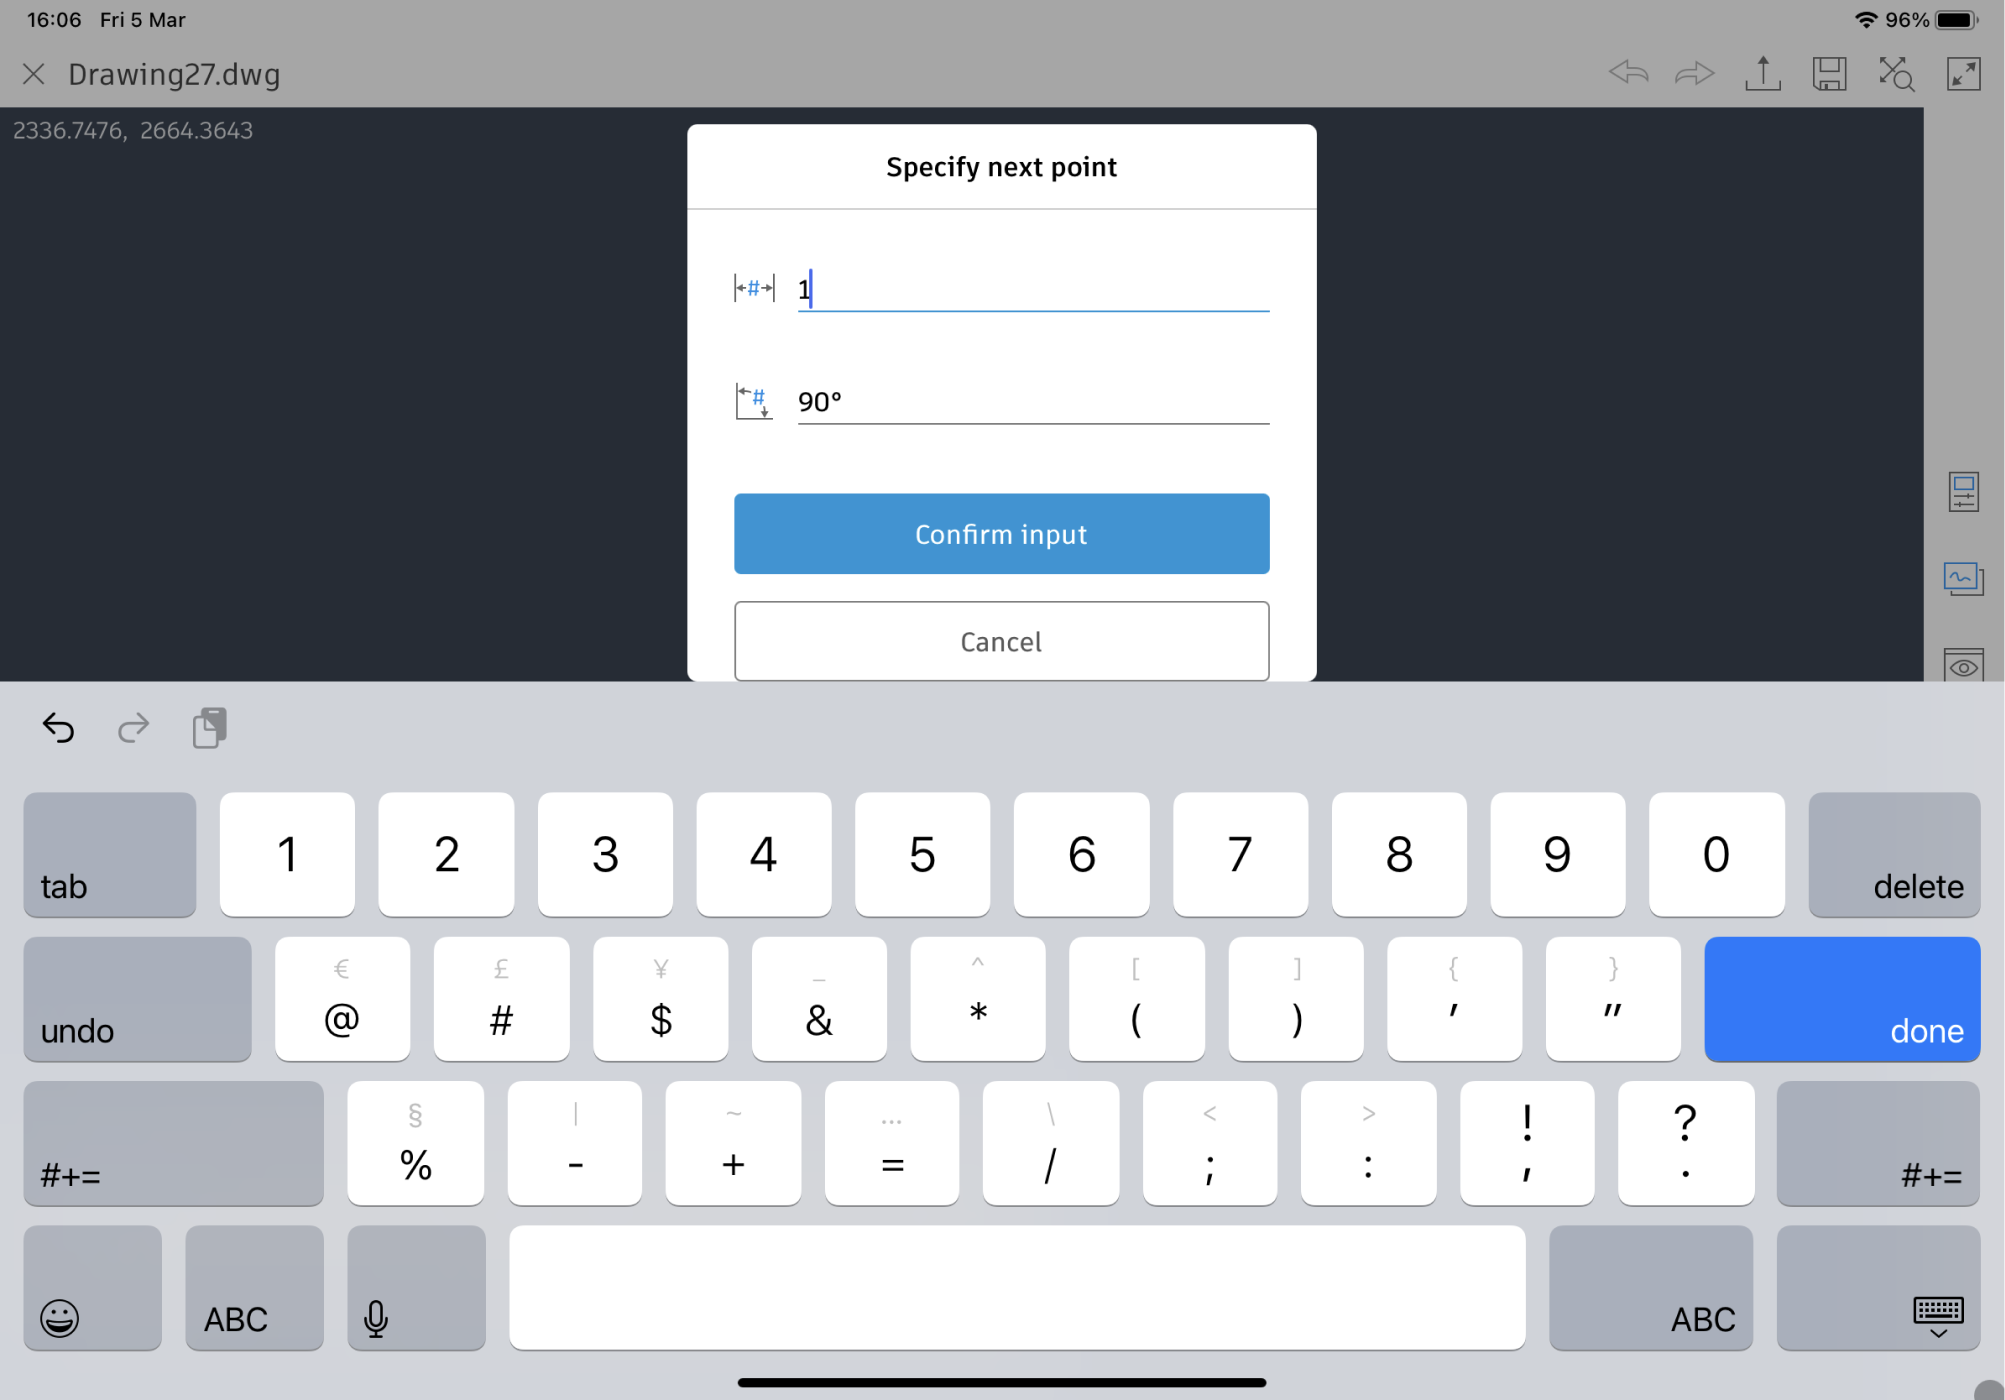 16:06 Fri 5 Mar
96%
Drawing27.dwg
2336.7476, 2664.3643
Specify next point
# 1
# 90°
Confirm input
Cancel
tab 1 2 3 4 5 6 7 8 9 0 delete
€ £ ¥ _ ^ [ ] { }
undo @ # $ & * ( ) ' " done
§ | ~ … \ < > ! ?
#+= % - + = / ; : , . #+=
ABC ABC